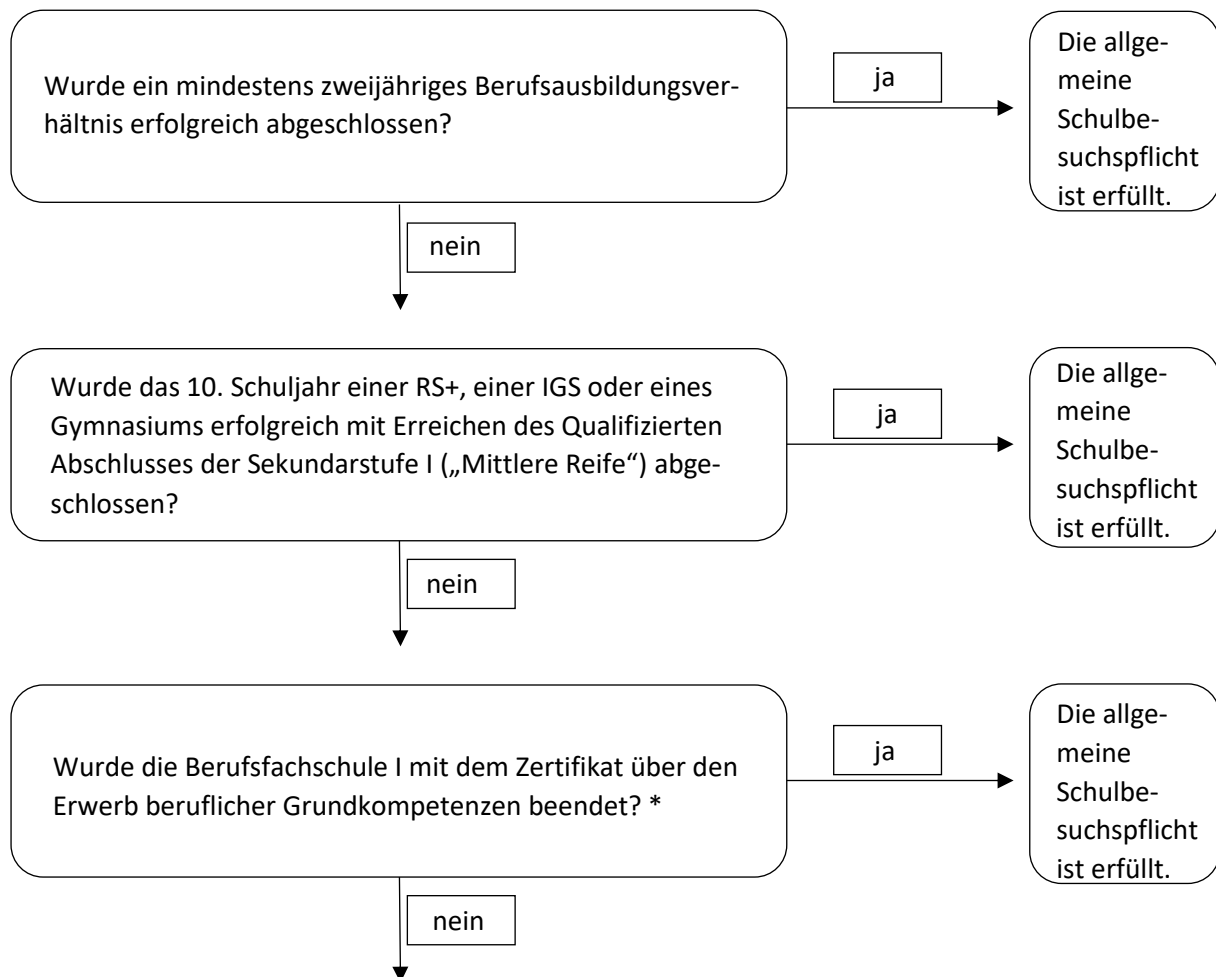 Wurde ein mindestens zweijähriges Berufsausbildungsver-
hältnis erfolgreich abgeschlossen?
ja
Die allge-
meine
Schulbe-
suchspflicht
ist erfüllt.
nein
Wurde das 10. Schuljahr einer RS+, einer IGS oder eines
Gymnasiums erfolgreich mit Erreichen des Qualifizierten
Abschlusses der Sekundarstufe I („Mittlere Reife“) abge-
schlossen?
ja
Die allge-
meine
Schulbe-
suchspflicht
ist erfüllt.
nein
Wurde die Berufsfachschule I mit dem Zertifikat über den
Erwerb beruflicher Grundkompetenzen beendet? *
ja
Die allge-
meine
Schulbe-
suchspflicht
ist erfüllt.
nein